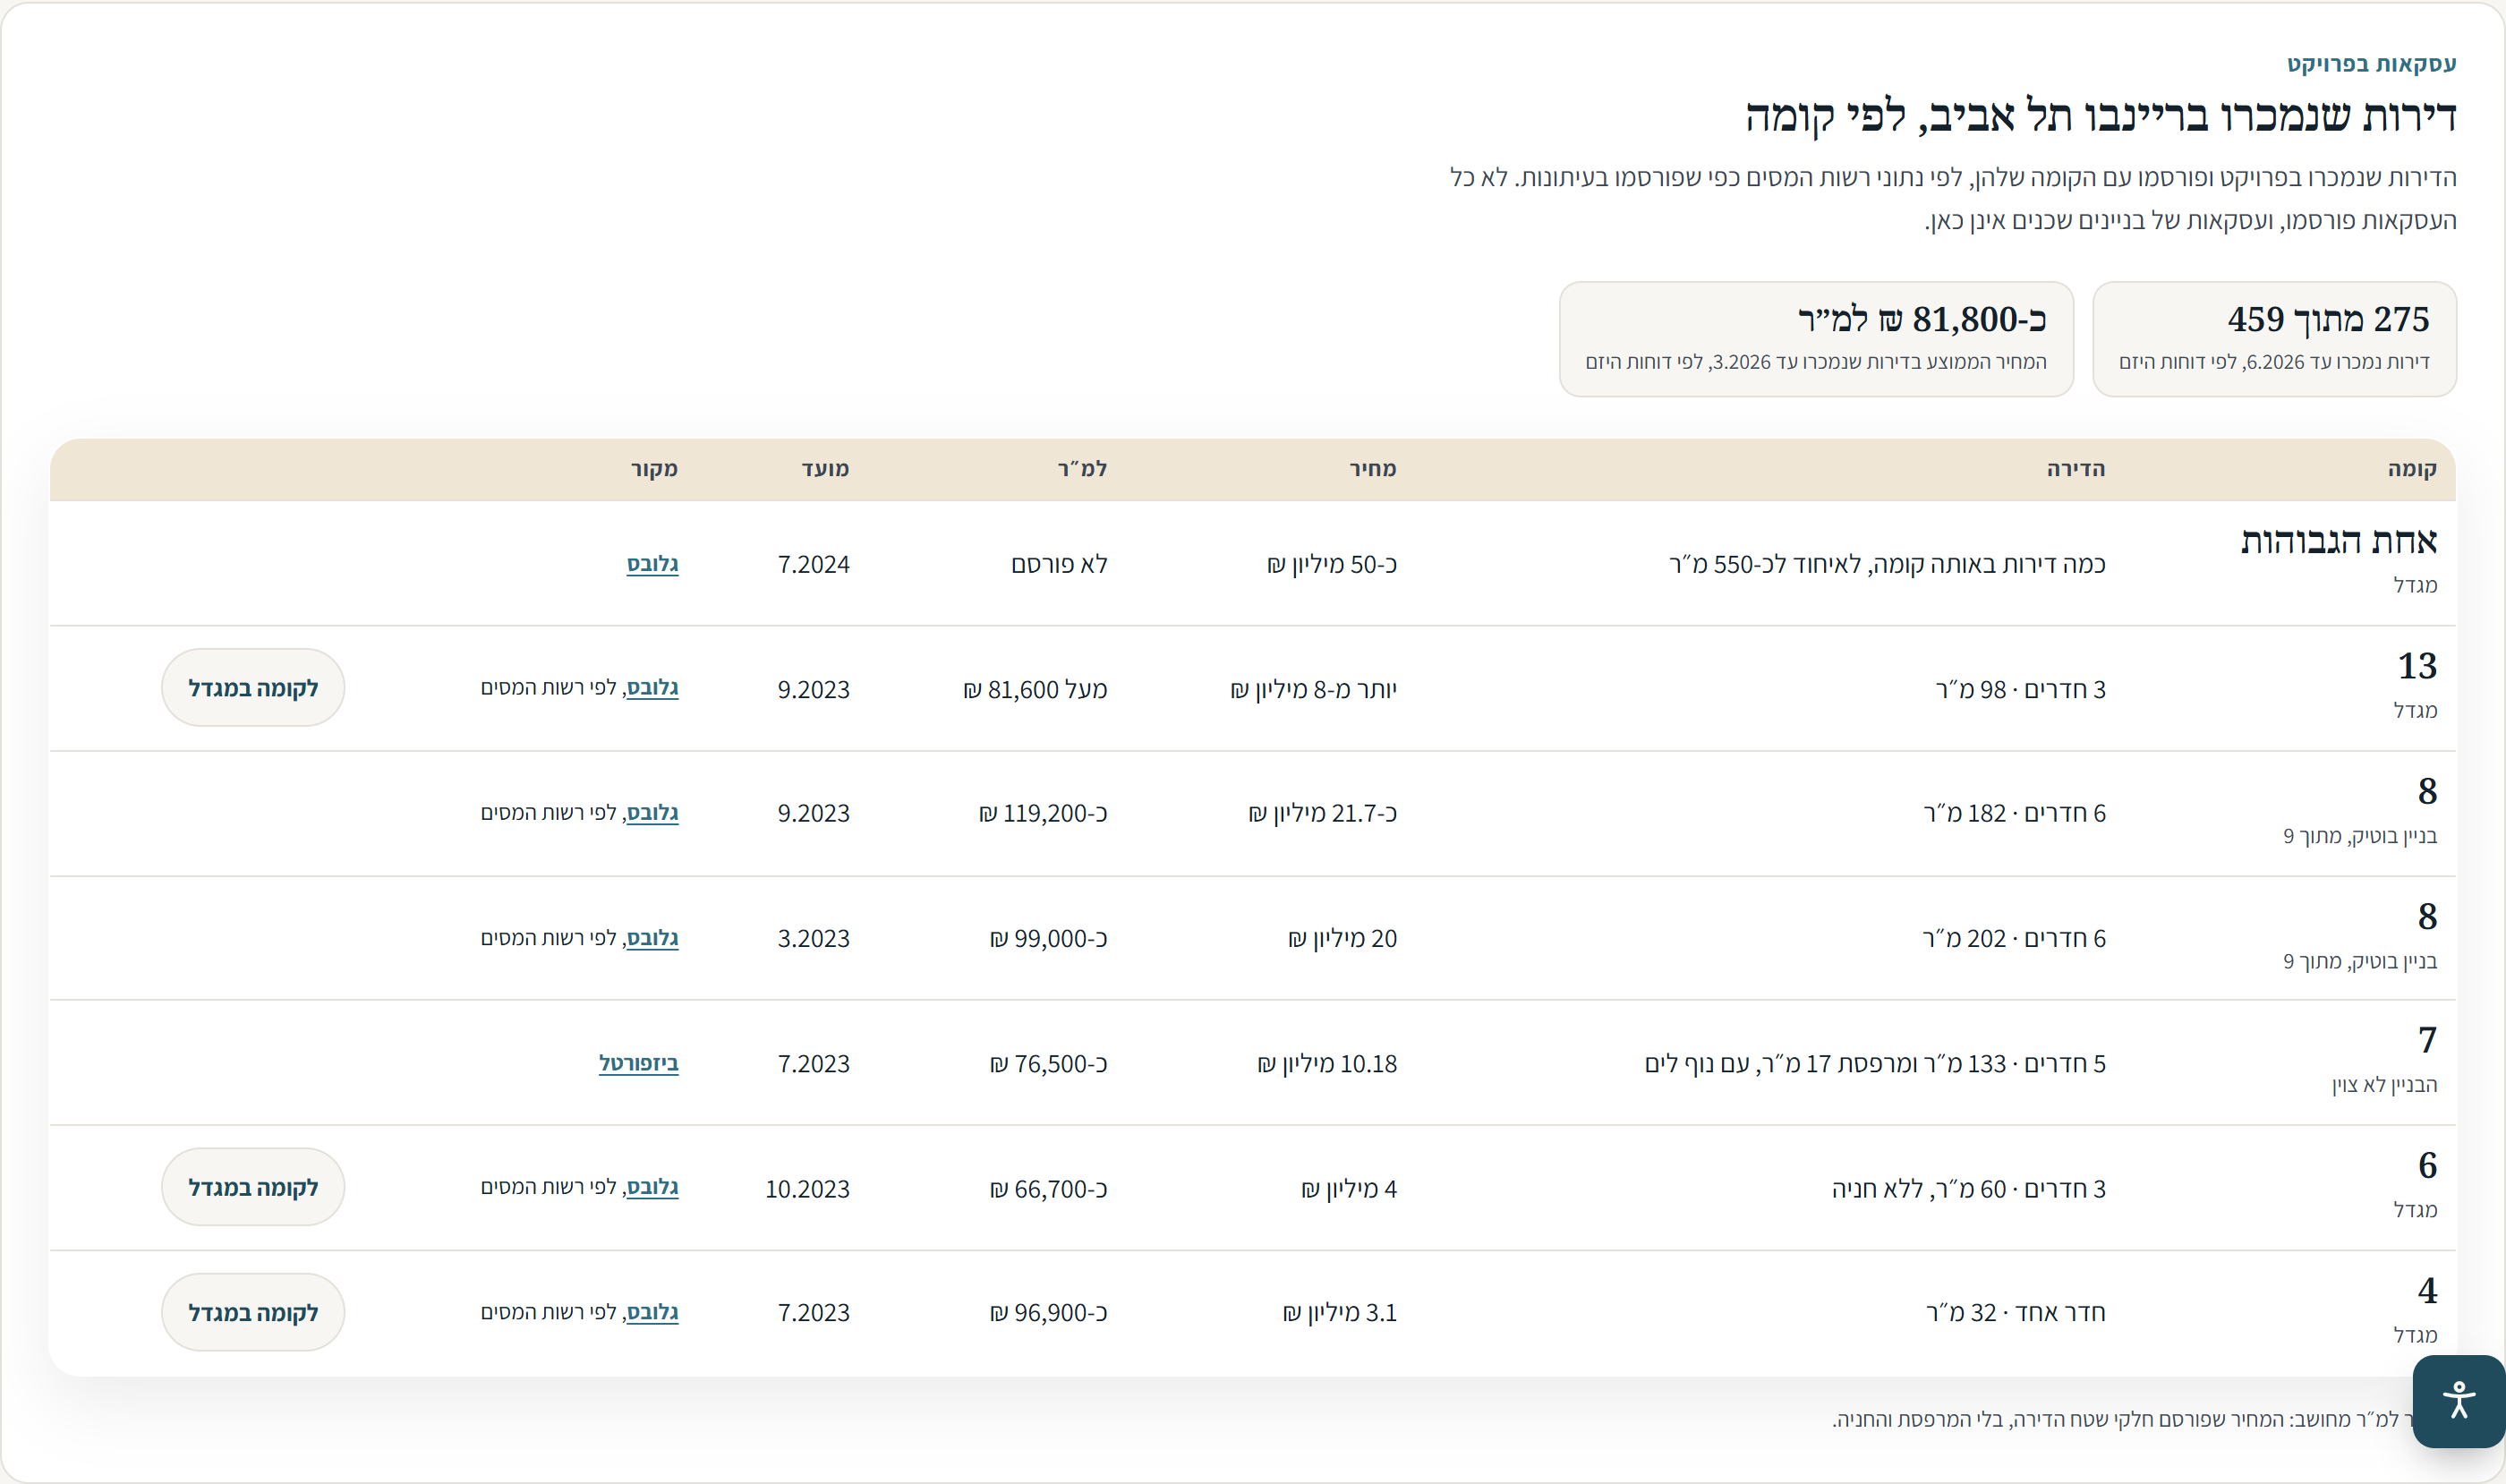 עסקאות בפרויקט
דירות שנמכרו בריינבו תל אביב, לפי קומה
הדירות שנמכרו בפרויקט ופורסמו עם הקומה שלהן, לפי נתוני רשות המסים כפי שפורסמו בעיתונות. לא כל
העסקאות פורסמו, ועסקאות של בניינים שכנים אינן כאן.
275 מתוך 459
דירות נמכרו עד 6.2026, לפי דוחות היזם
כ-81,800 ₪ למ״ר
המחיר הממוצע בדירות שנמכרו עד 3.2026, לפי דוחות היזם
קומה הדירה מחיר למ״ר מועד מקור
אחת הגבוהות
מגדל
כמה דירות באותה קומה, לאיחוד לכ-550 מ״ר כ-50 מיליון ₪ לא פורסם 7.2024 גלובס
13
מגדל
3 חדרים · 98 מ״ר יותר מ-8 מיליון ₪ מעל 81,600 ₪ 9.2023 גלובס, לפי רשות המסים לקומה במגדל
8
בניין בוטיק, מתוך 9
6 חדרים · 182 מ״ר כ-21.7 מיליון ₪ כ-119,200 ₪ 9.2023 גלובס, לפי רשות המסים
8
בניין בוטיק, מתוך 9
6 חדרים · 202 מ״ר 20 מיליון ₪ כ-99,000 ₪ 3.2023 גלובס, לפי רשות המסים
7
הבניין לא צוין
5 חדרים · 133 מ״ר ומרפסת 17 מ״ר, עם נוף לים 10.18 מיליון ₪ כ-76,500 ₪ 7.2023 ביזפורטל
6
מגדל
3 חדרים · 60 מ״ר, ללא חניה 4 מיליון ₪ כ-66,700 ₪ 10.2023 גלובס, לפי רשות המסים לקומה במגדל
4
מגדל
חדר אחד · 32 מ״ר 3.1 מיליון ₪ כ-96,900 ₪ 7.2023 גלובס, לפי רשות המסים לקומה במגדל
למ״ר מחושב: המחיר שפורסם חלקי שטח הדירה, בלי המרפסת והחניה.